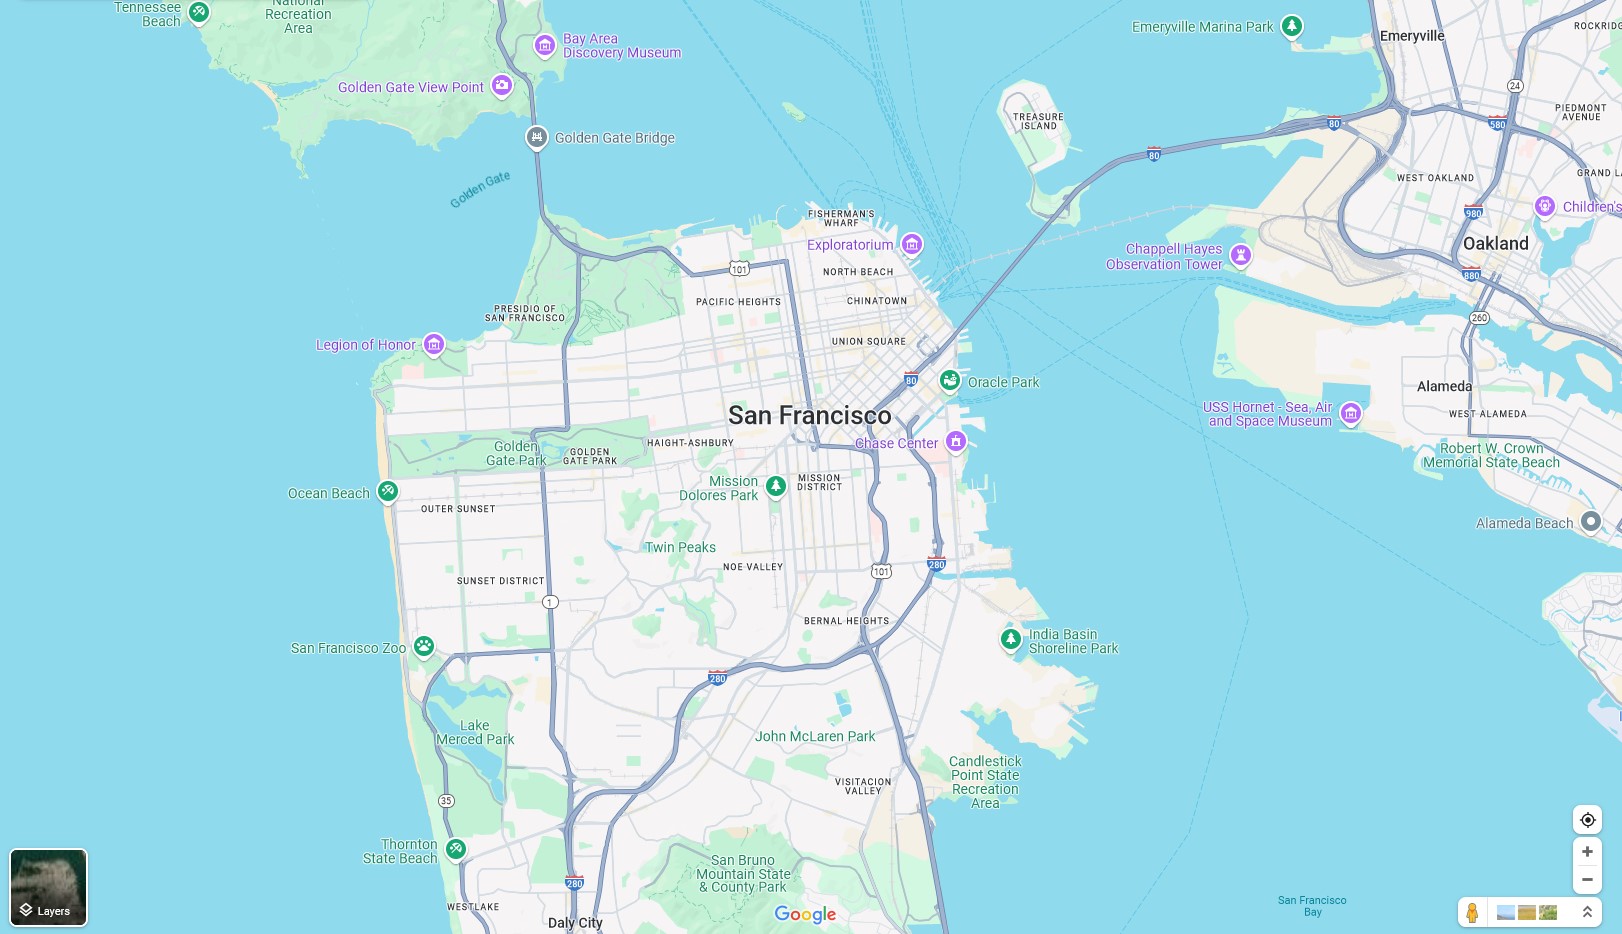 Tennessee
Beach
National
Recreation
Area
Bay Area
Discovery Museum
Golden Gate View Point
Golden Gate Bridge
Golden Gate
Emeryville Marina Park
Emeryville
24
PIEDMONT
AVENUE
580
80
TREASURE
ISLAND
80
WEST OAKLAND
980
Oakland
880
260
Chappell Hayes
Observation Tower
FISHERMAN'S
WHARF
Exploratorium
NORTH BEACH
101
PACIFIC HEIGHTS
CHINATOWN
PRESIDIO OF
SAN FRANCISCO
UNION SQUARE
Legion of Honor
80
Oracle Park
San Francisco
Chase Center
Alameda
WEST ALAMEDA
USS Hornet - Sea, Air
and Space Museum
Robert W. Crown
Memorial State Beach
Alameda Beach
Golden
Gate Park
GOLDEN
GATE PARK
HAIGHT-ASHBURY
Ocean Beach
OUTER SUNSET
Mission
Dolores Park
MISSION
DISTRICT
Twin Peaks
NOE VALLEY
101
280
SUNSET DISTRICT
1
BERNAL HEIGHTS
India Basin
Shoreline Park
San Francisco Zoo
280
Lake
Merced Park
John McLaren Park
Candlestick
Point State
Recreation
Area
VISITACION
VALLEY
35
Thornton
State Beach
San Bruno
Mountain State
& County Park
280
WESTLAKE
Daly City
San Francisco
Bay
Layers
Google